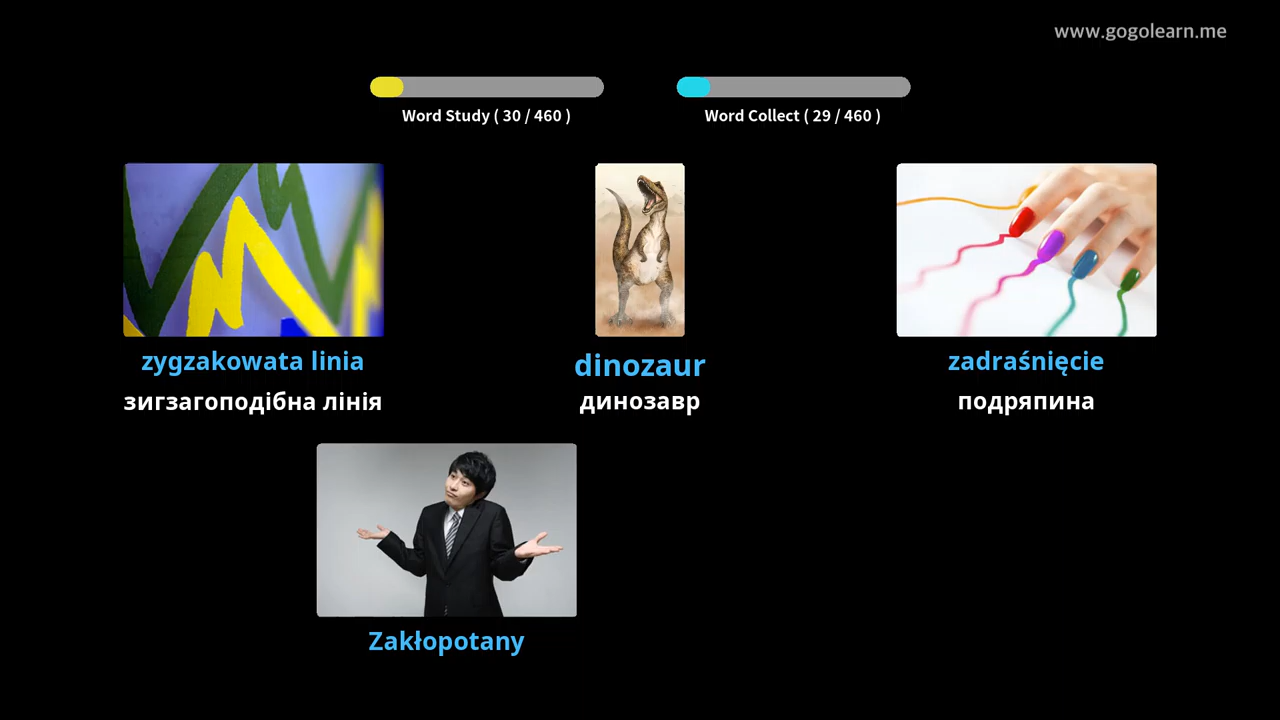 www.gogolearn.me
Word Study ( 30 / 460 )
Word Collect ( 29 / 460 )
zygzakowata linia
зигзагоподібна лінія
dinozaur
динозавр
zadraśnięcie
подряпина
Zakłopotany